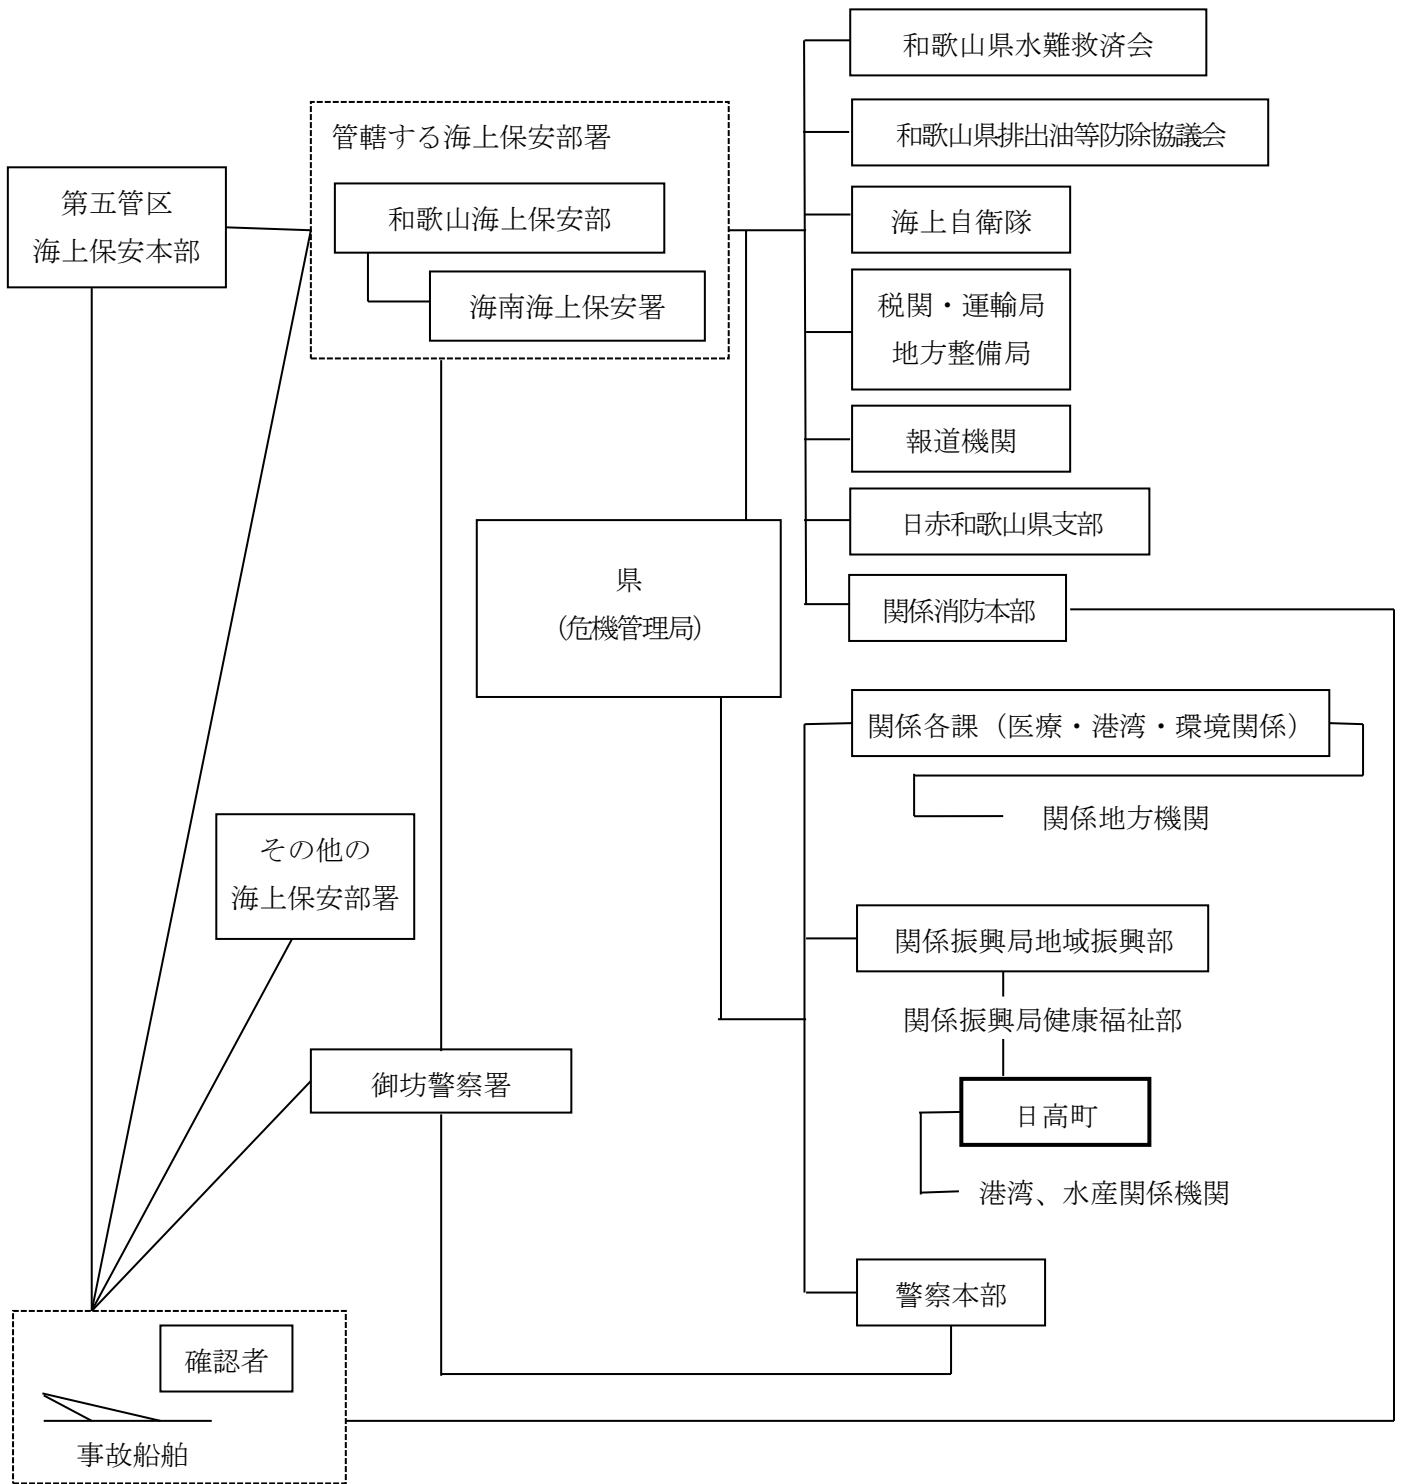 和歌山県水難救済会
管轄する海上保安部署
和歌山県排出油等防除協議会
第五管区
海上保安本部
和歌山海上保安部
海上自衛隊
海南海上保安署
税関・運輸局
地方整備局
報道機関
日赤和歌山県支部
県
(危機管理局)
関係消防本部
関係各課（医療・港湾・環境関係）
関係地方機関
その他の
海上保安部署
関係振興局地域振興部
関係振興局健康福祉部
御坊警察署
日高町
港湾、水産関係機関
警察本部
確認者
事故船舶